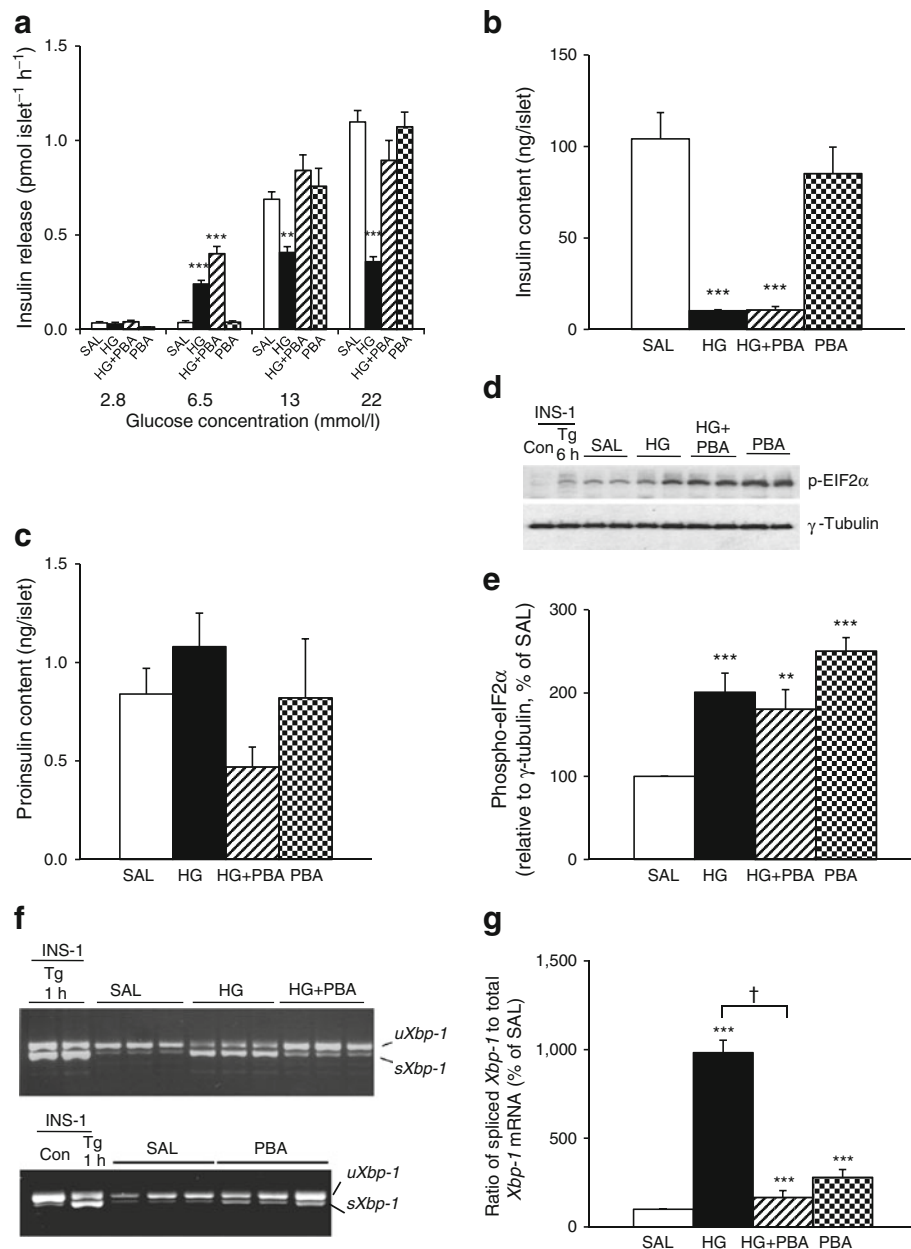 a
Insulin release (pmol islet⁻¹ h⁻¹)
1.5
1.0
0.5
0.0
***
***
**
***
SAL HG HG+PBA PBA SAL HG HG+PBA PBA SAL HG HG+PBA PBA SAL HG HG+PBA PBA
2.8 6.5 13 22
Glucose concentration (mmol/l)
b
Insulin content (ng/islet)
150
100
50
0
*** ***
SAL HG HG+PBA PBA
c
Proinsulin content (ng/islet)
1.5
1.0
0.5
0.0
SAL HG HG+PBA PBA
d
INS-1
Con Tg 6 h SAL HG HG+ PBA PBA
p-EIF2α
γ-Tubulin
e
Phospho-eIF2α
(relative to γ-tubulin, % of SAL)
300
200
100
0
*** ** ***
SAL HG HG+PBA PBA
f
INS-1
Tg
1 h SAL HG HG+PBA
uXbp-1
sXbp-1
INS-1
Con Tg 1 h SAL PBA
uXbp-1
sXbp-1
g
Ratio of spliced Xbp-1 to total
Xbp-1 mRNA (% of SAL)
1,500
1,000
500
0
†
*** *** ***
SAL HG HG+PBA PBA